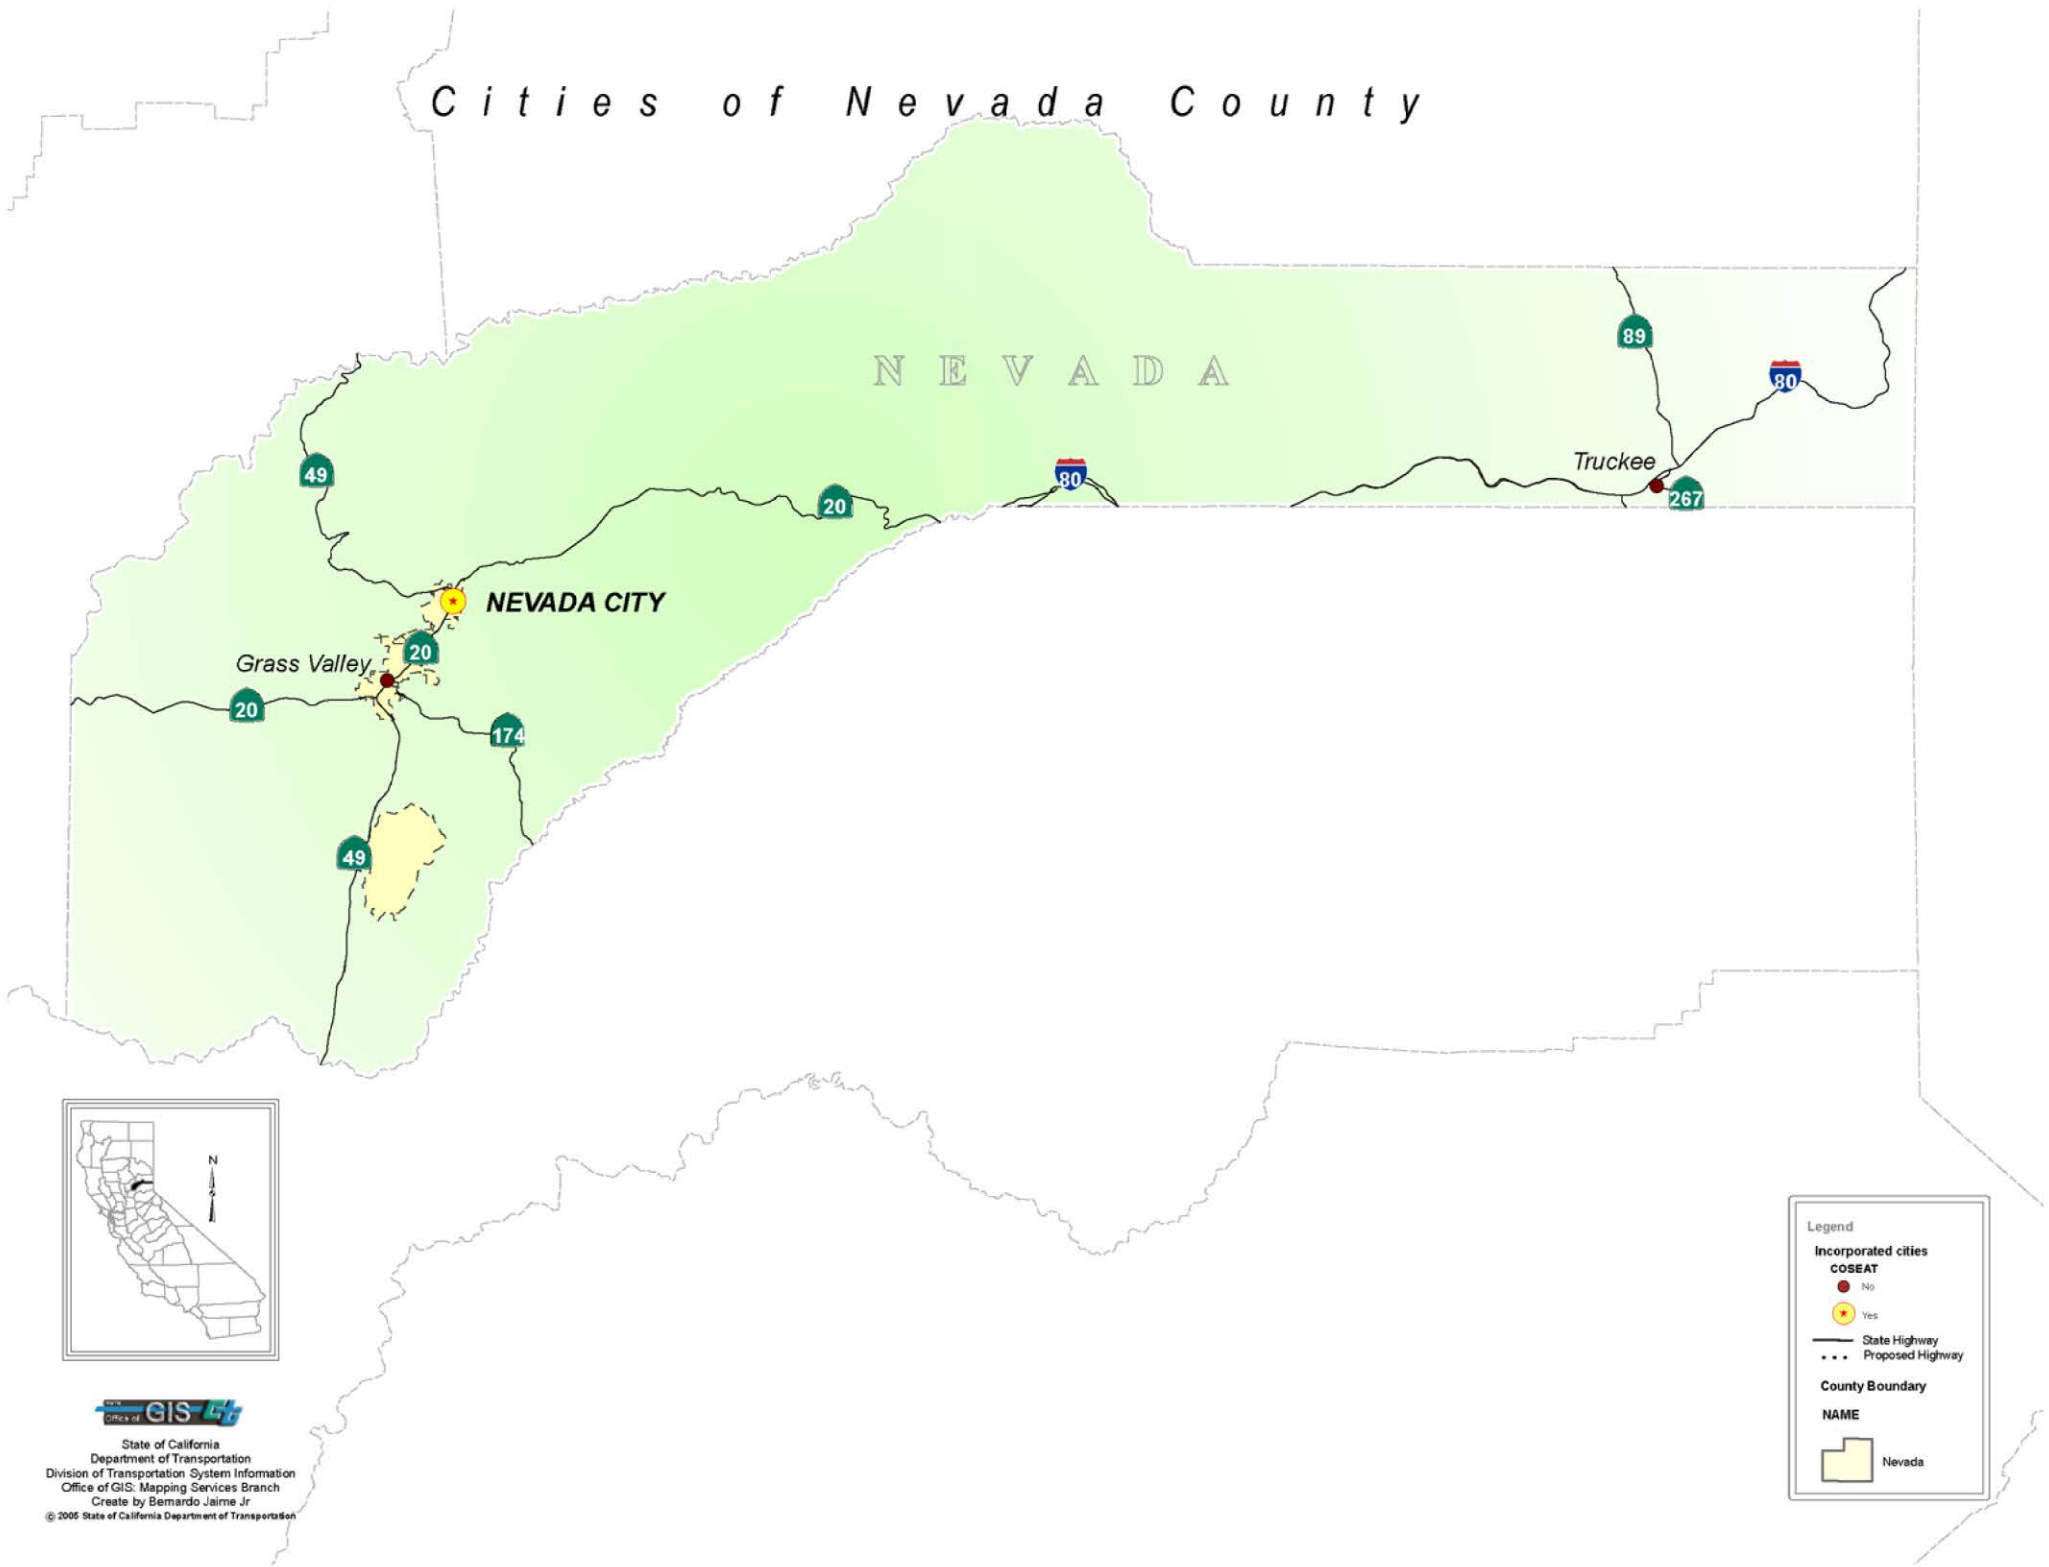 Cities of Nevada County
NEVADA
89
80
49
80
Truckee
20
267
NEVADA CITY
20
Grass Valley
20
174
49
N
Legend
Incorporated cities
COSEAT
No
Yes
State Highway
Proposed Highway
County Boundary
NAME
Nevada
Office of GIS
State of California
Department of Transportation
Division of Transportation System Information
Office of GIS: Mapping Services Branch
Create by Bernardo Jaime Jr
© 2005 State of California Department of Transportation